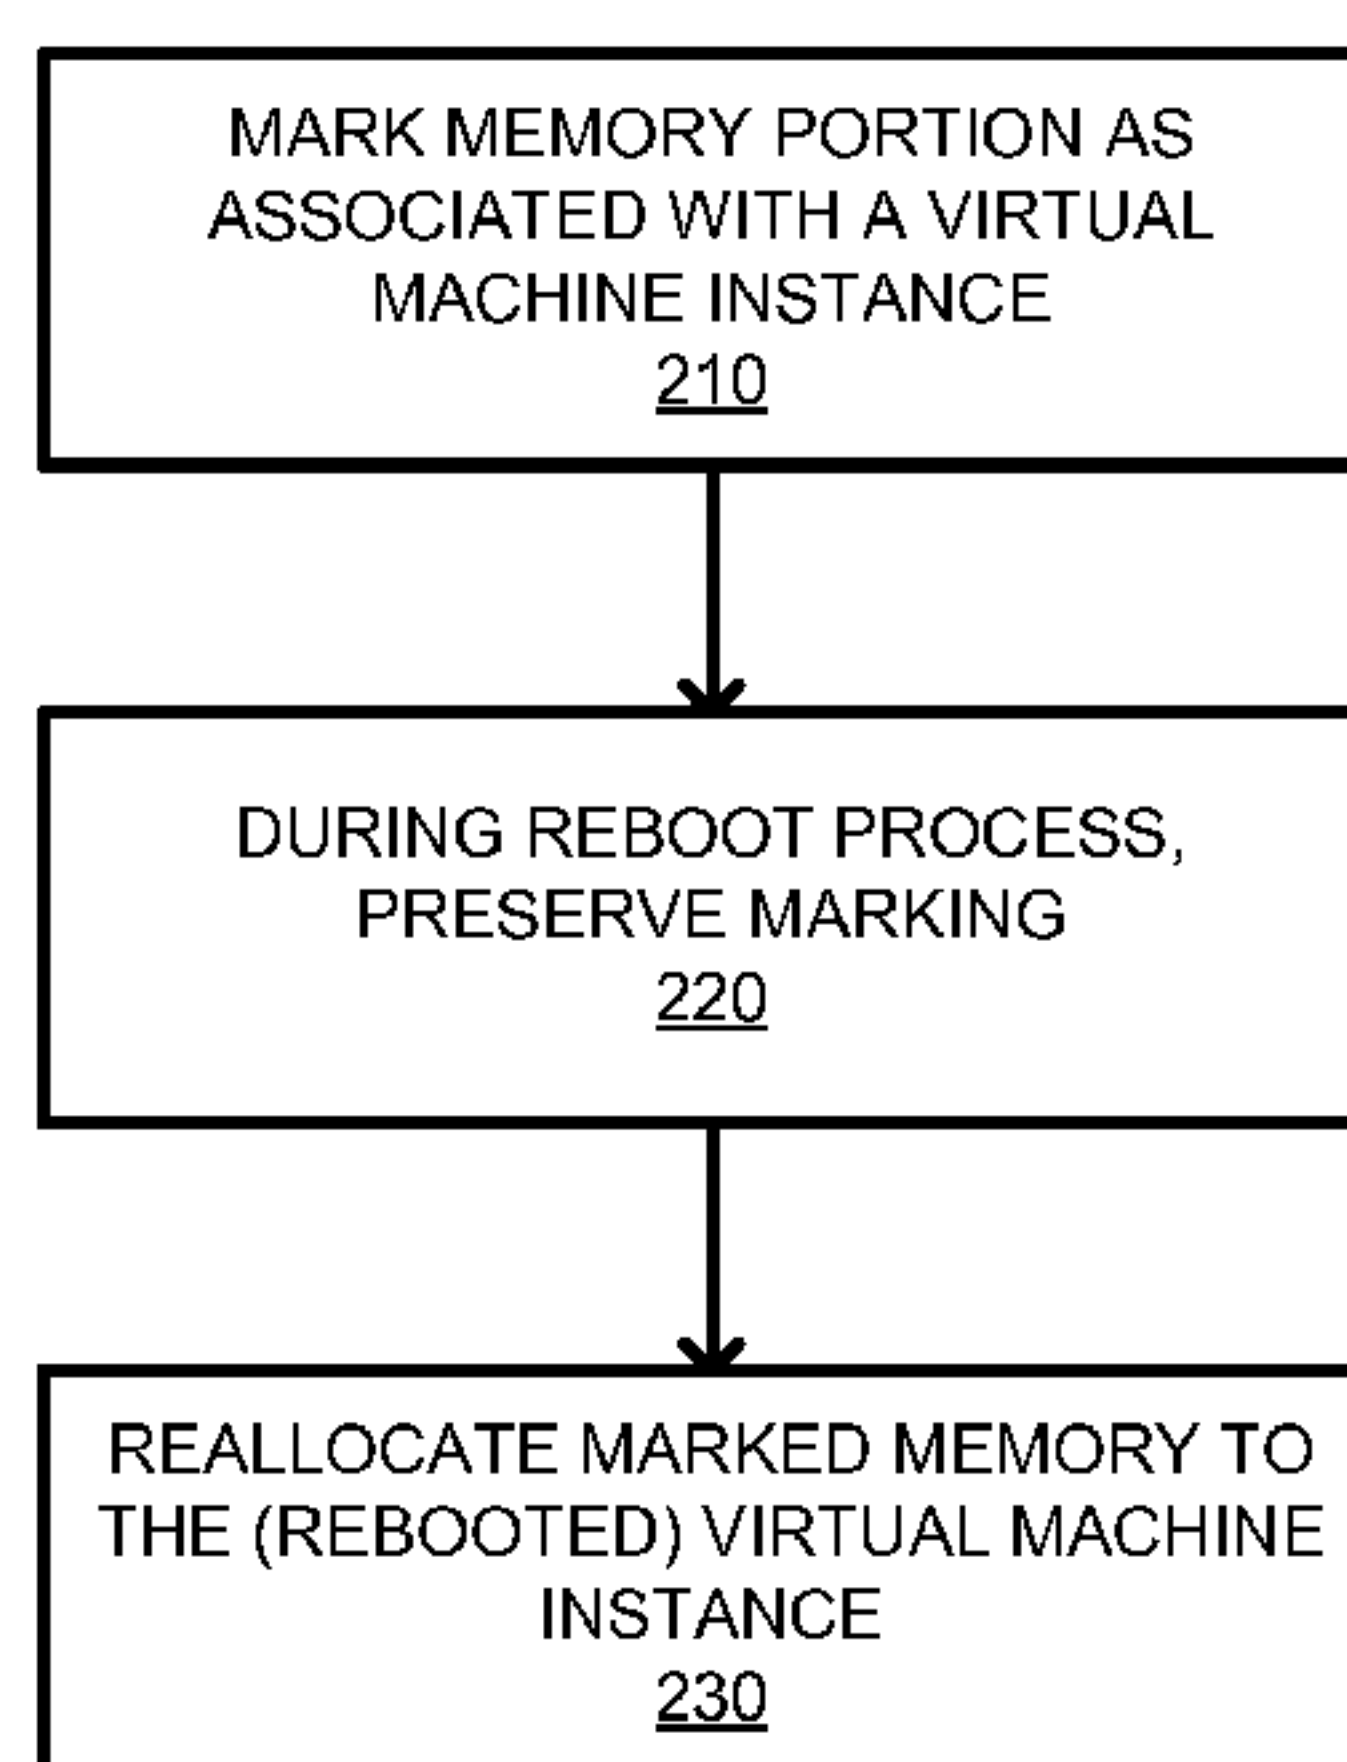 MARK MEMORY PORTION AS
ASSOCIATED WITH A VIRTUAL
MACHINE INSTANCE
210
DURING REBOOT PROCESS,
PRESERVE MARKING
220
REALLOCATE MARKED MEMORY TO
THE (REBOOTED) VIRTUAL MACHINE
INSTANCE
230